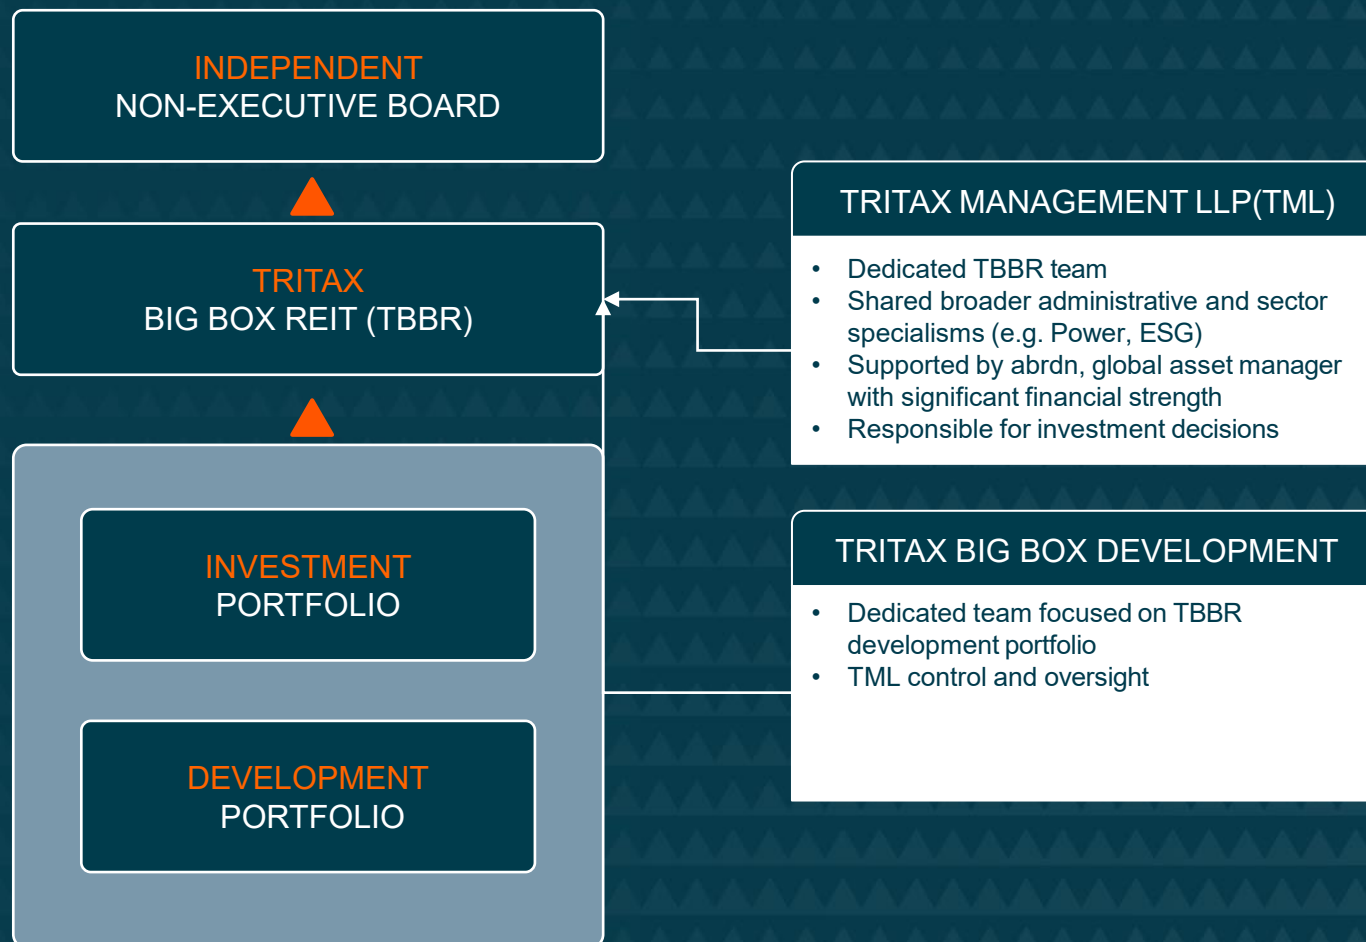 INDEPENDENT
NON-EXECUTIVE BOARD
TRITAX
BIG BOX REIT (TBBR)
INVESTMENT
PORTFOLIO
DEVELOPMENT
PORTFOLIO
TRITAX MANAGEMENT LLP(TML)
• Dedicated TBBR team
• Shared broader administrative and sector
specialisms (e.g. Power, ESG)
• Supported by abrdn, global asset manager
with significant financial strength
• Responsible for investment decisions
TRITAX BIG BOX DEVELOPMENT
• Dedicated team focused on TBBR
development portfolio
• TML control and oversight